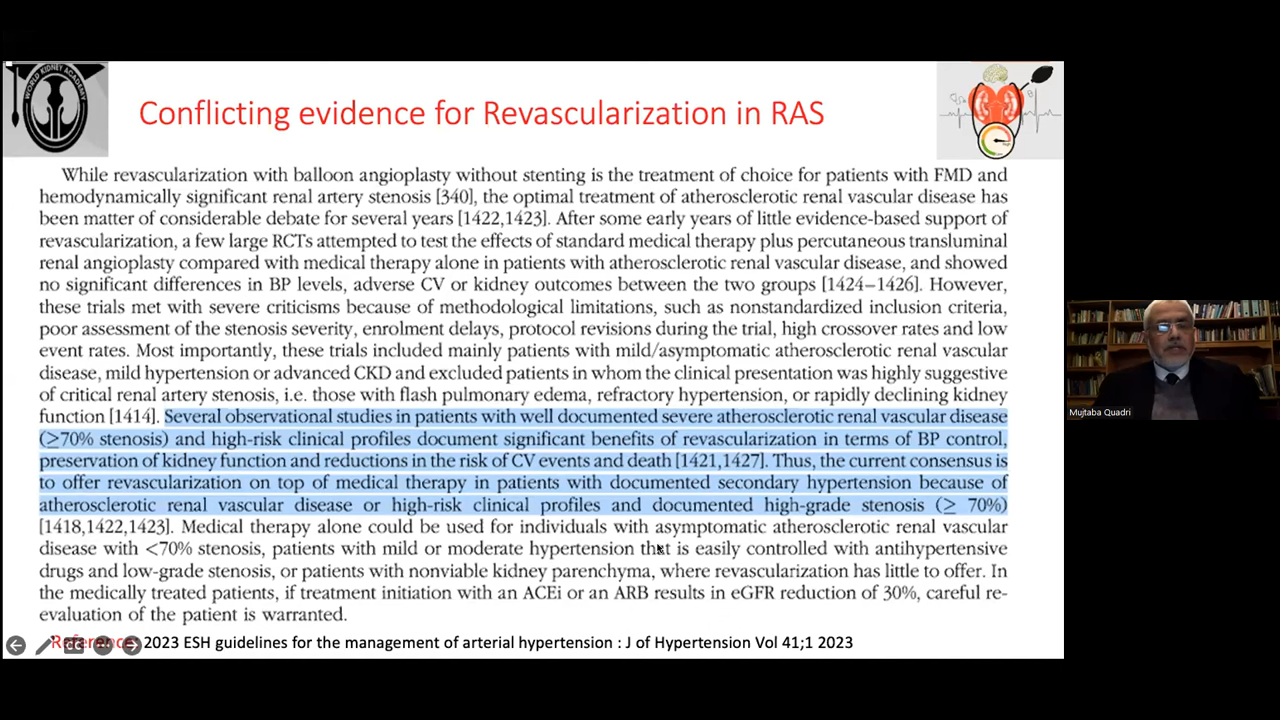 WORLD KIDNEY ACADEMY
Conflicting evidence for Revascularization in RAS
While revascularization with balloon angioplasty without stenting is the treatment of choice for patients with FMD and
hemodynamically significant renal artery stenosis [340], the optimal treatment of atherosclerotic renal vascular disease has
been matter of considerable debate for several years [1422,1423]. After some early years of little evidence-based support of
revascularization, a few large RCTs attempted to test the effects of standard medical therapy plus percutaneous transluminal
renal angioplasty compared with medical therapy alone in patients with atherosclerotic renal vascular disease, and showed
no significant differences in BP levels, adverse CV or kidney outcomes between the two groups [1424–1426]. However,
these trials met with severe criticisms because of methodological limitations, such as nonstandardized inclusion criteria,
poor assessment of the stenosis severity, enrolment delays, protocol revisions during the trial, high crossover rates and low
event rates. Most importantly, these trials included mainly patients with mild/asymptomatic atherosclerotic renal vascular
disease, mild hypertension or advanced CKD and excluded patients in whom the clinical presentation was highly suggestive
of critical renal artery stenosis, i.e. those with flash pulmonary edema, refractory hypertension, or rapidly declining kidney
function [1414]. Several observational studies in patients with well documented severe atherosclerotic renal vascular disease
(≥70% stenosis) and high-risk clinical profiles document significant benefits of revascularization in terms of BP control,
preservation of kidney function and reductions in the risk of CV events and death [1421,1427]. Thus, the current consensus is
to offer revascularization on top of medical therapy in patients with documented secondary hypertension because of
atherosclerotic renal vascular disease or high-risk clinical profiles and documented high-grade stenosis (≥ 70%)
[1418,1422,1423]. Medical therapy alone could be used for individuals with asymptomatic atherosclerotic renal vascular
disease with <70% stenosis, patients with mild or moderate hypertension that is easily controlled with antihypertensive
drugs and low-grade stenosis, or patients with nonviable kidney parenchyma, where revascularization has little to offer. In
the medically treated patients, if treatment initiation with an ACEi or an ARB results in eGFR reduction of 30%, careful re-
evaluation of the patient is warranted.
Reference: 2023 ESH guidelines for the management of arterial hypertension : J of Hypertension Vol 41;1 2023
Mujtaba Quadri